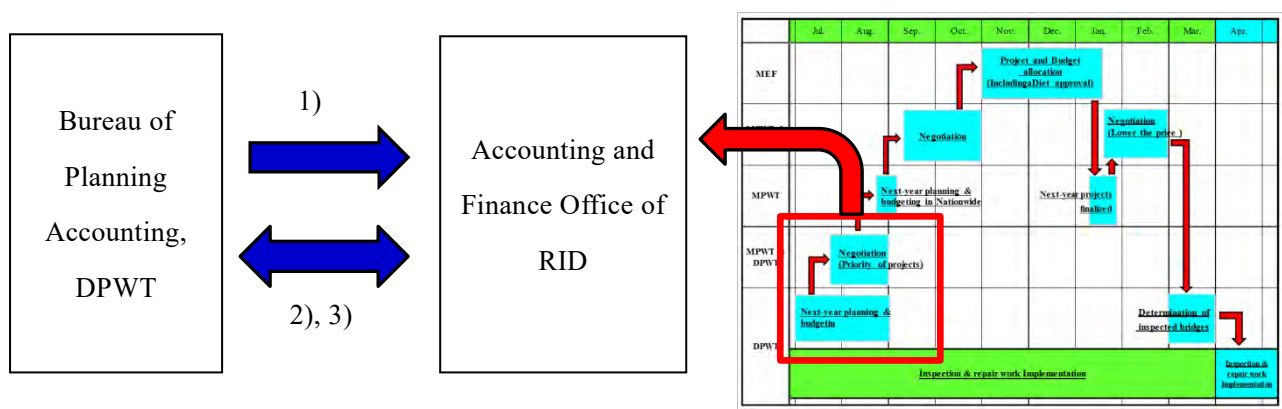 Bureau of
Planning
Accounting,
DPWT
1)
2), 3)
Accounting and
Finance Office of
RID
Jul. Aug. Sep. Oct. Nov. Dec. Jan. Feb. Mar. Apr.
MEF
Project and Budget
allocation
(IncludingaDiet approval)
Negotiation
Negotiation
(Lower the price )
MPWT
Next-year planning &
budgeting in Nationwide
Next-year projects
finalized
MPWT
DPWT
Negotiation
(Priority of projects)
Next-year planning &
budgetin
Determination of
inspected bridges
DPWT
Inspection & repair work Implementation
Inspection &
repair work
Implementation